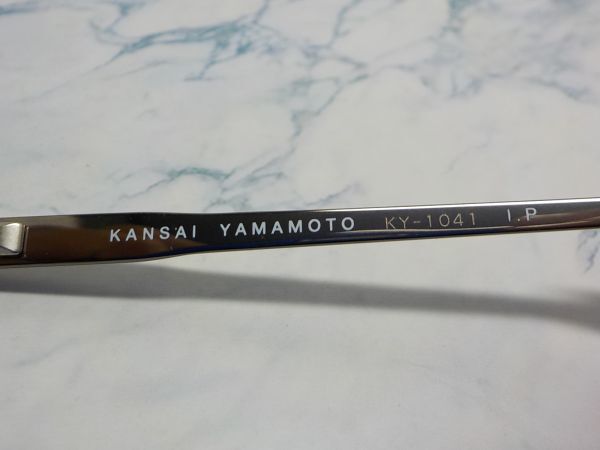 KANSAI YAMAMOTO KY-1041 I.P